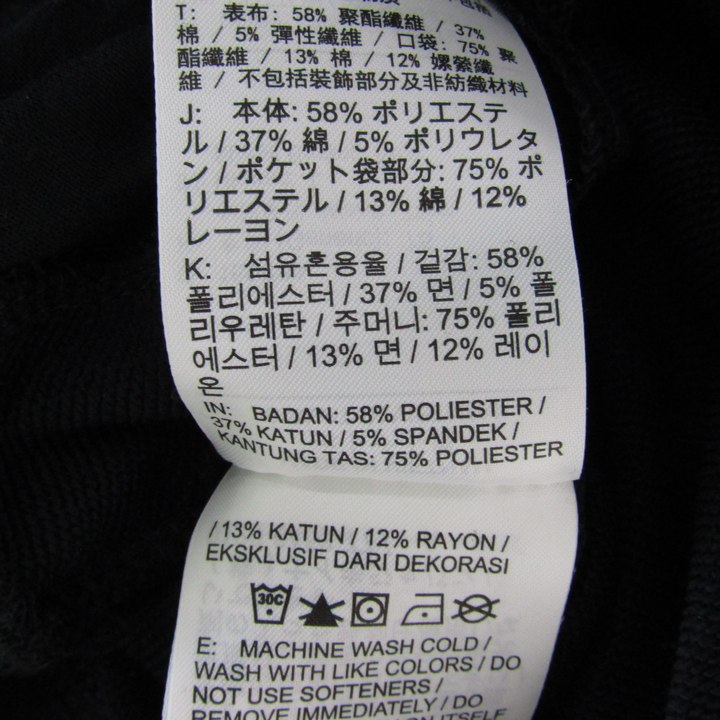 T: 表布: 58% 聚酯纖維 / 37%
棉 / 5% 彈性纖維 / 口袋: 75% 聚
酯纖維 / 13% 棉 / 12% 嫘縈纖
維 / 不包括裝飾部分及非紡織材料
J: 本体: 58% ポリエステ
ル / 37% 綿 / 5% ポリウレタ
ン / ポケット袋部分: 75% ポ
リエステル / 13% 綿 / 12%
レーヨン
K: 섬유혼용율 / 겉감: 58%
폴리에스터 / 37% 면 / 5% 폴
리우레탄 / 주머니: 75% 폴리
에스터 / 13% 면 / 12% 레이
온
IN: BADAN: 58% POLIESTER /
37% KATUN / 5% SPANDEK /
KANTUNG TAS: 75% POLIESTER
/ 13% KATUN / 12% RAYON /
EKSKLUSIF DARI DEKORASI
30C
E: MACHINE WASH COLD /
WASH WITH LIKE COLORS / DO
NOT USE SOFTENERS /
REMOVE IMMEDIATELY / DO
ON ITSELF